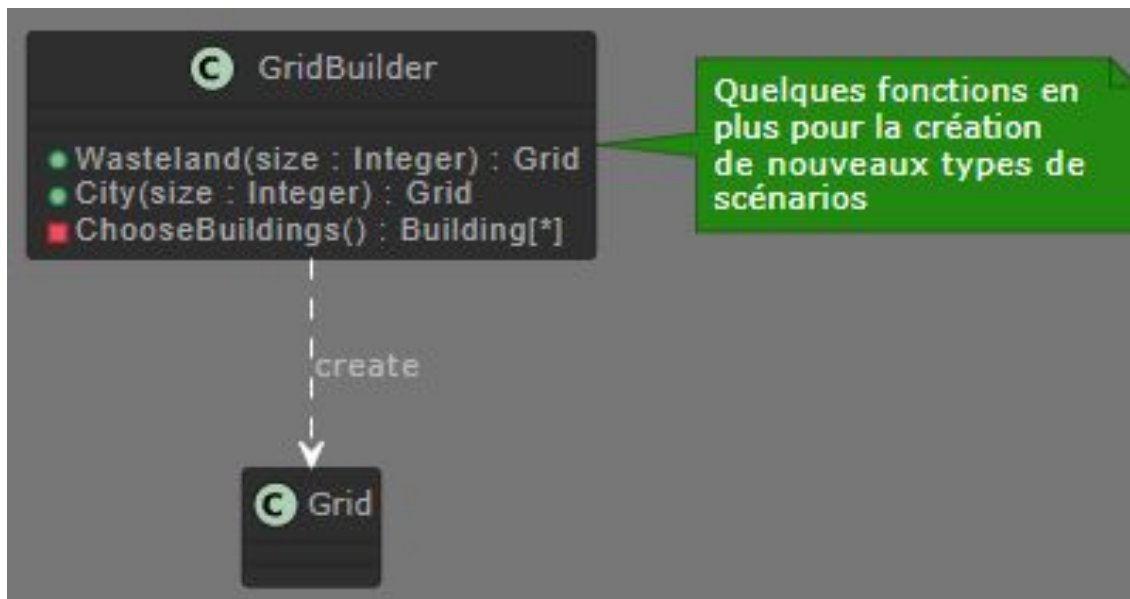 C GridBuilder
Wasteland(size : Integer) : Grid
City(size : Integer) : Grid
ChooseBuildings() : Building[*]
Quelques fonctions en
plus pour la création
de nouveaux types de
scénarios
create
C Grid